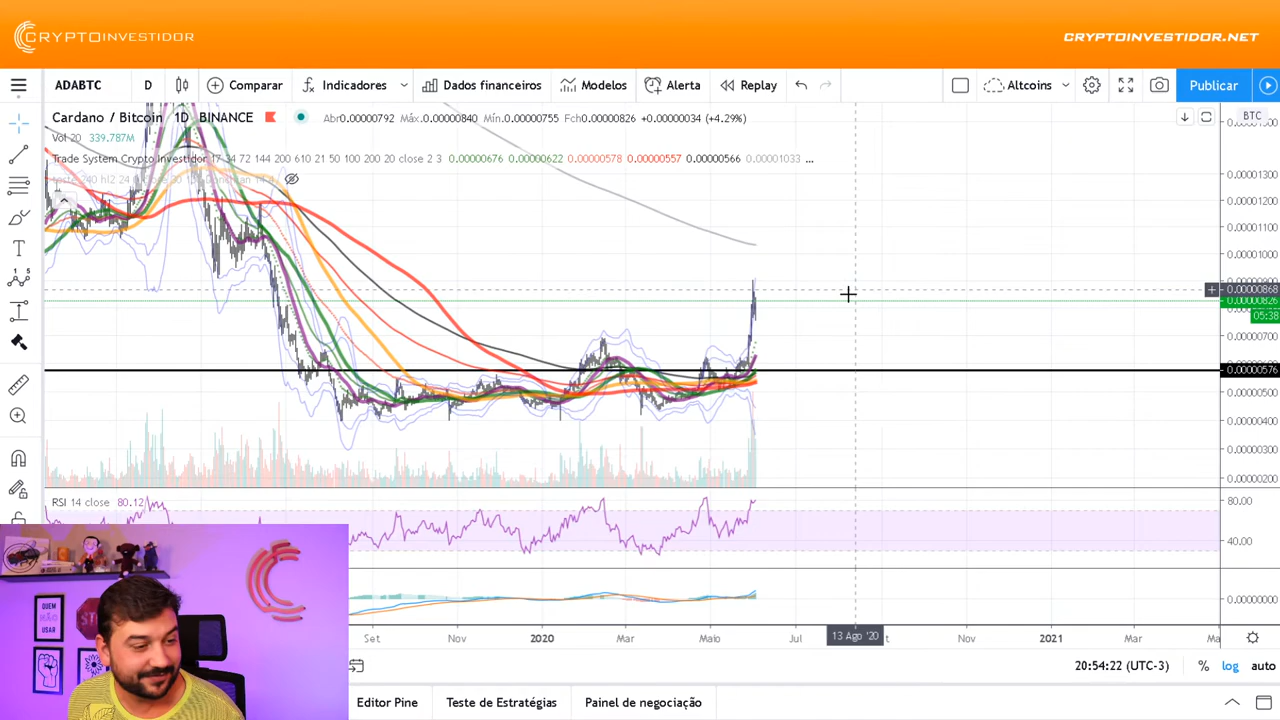 CRYPTOINVESTIDOR
CRYPTOINVESTIDOR.NET
ADABTC
D
Comparar
Indicadores
Dados financeiros
Modelos
Alerta
Replay
Altcoins
Publicar
Cardano / Bitcoin 1D BINANCE
Abr0.00000792 Máx.0.00000840 Mín.0.00000755 Fch0.00000826 +0.00000034 (+4.29%)
BTC
Vol 20 339.787M
Trade System Crypto Investidor 17 34 72 144 200 610 21 50 100 200 20 close 2 3 0.00000676 0.00000622 0.00000578 0.00000557 0.00000566 0.00001033 ...
0.00001300
0.00001200
0.00001100
0.00001000
0.00000868
0.00000826
05:38
0.00000700
0.00000576
0.00000500
0.00000400
0.00000300
0.00000200
RSI 14 close 80.12
80.00
40.00
0.00000000
Set
Nov
2020
Mar
Maio
Jul
13 Ago '20
Nov
2021
Mar
Ma
20:54:22 (UTC-3)
%
log
auto
QUEM
NÃO
USAR
Editor Pine
Teste de Estratégias
Painel de negociação